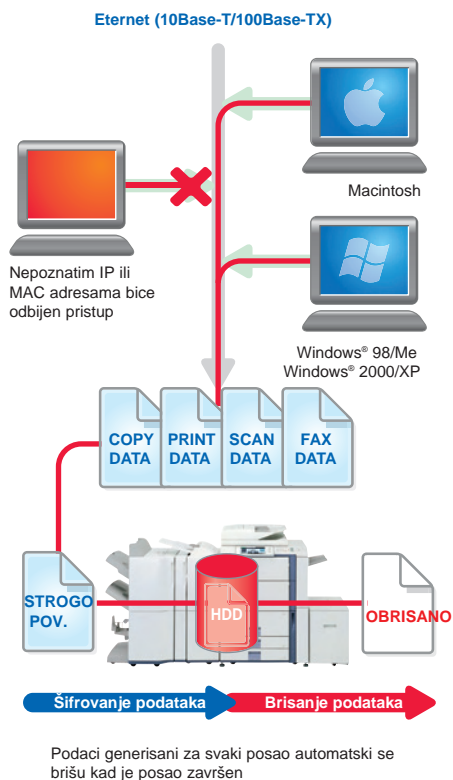 Eternet (10Base-T/100Base-TX)
Macintosh
Nepoznatim IP ili
MAC adresama bice
odbijen pristup
Windows® 98/Me
Windows® 2000/XP
COPY
DATA
PRINT
DATA
SCAN
DATA
FAX
DATA
STROGO
POV.
HDD
OBRISANO
Šifrovanje podataka
Brisanje podataka
Podaci generisani za svaki posao automatski se
brišu kad je posao završen